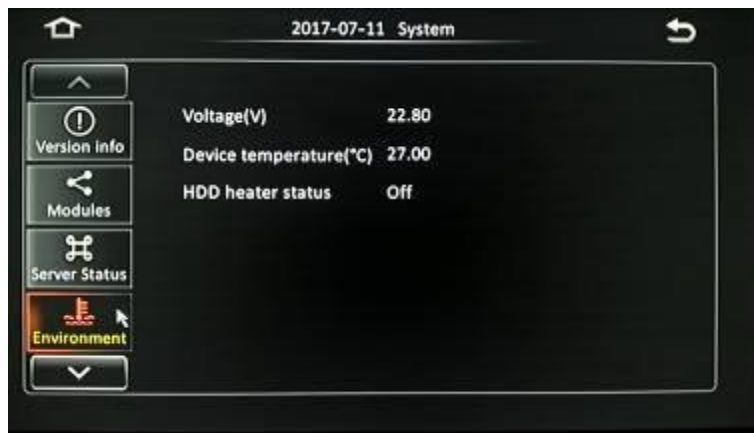 2017-07-11 System
Version info
Modules
Server Status
Environment
Voltage(V) 22.80
Device temperature(°C) 27.00
HDD heater status Off